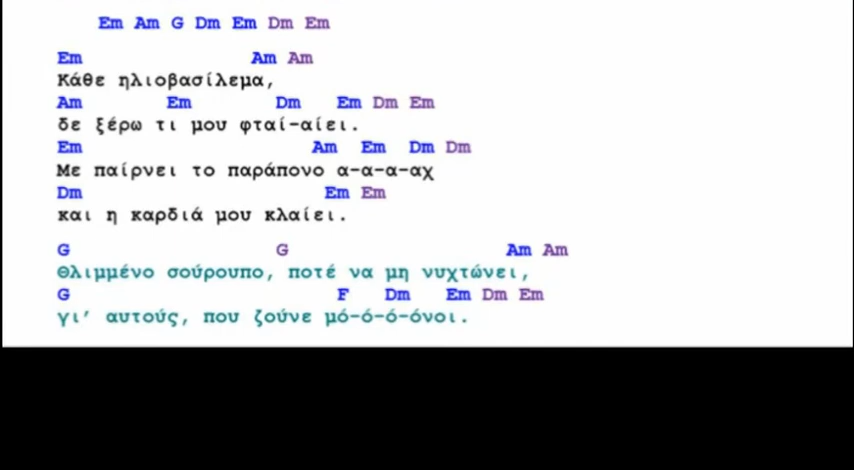 Em Am G Dm Em Dm Em
Em Am Am
Κάθε ηλιοβασίλεμα,
Am Em Dm Em Dm Em
δε ξέρω τι μου φταί-αίει.
Em Am Em Dm Dm
Με παίρνει το παράπονο α-α-α-αχ
Dm Em Em
και η καρδιά μου κλαίει.
G G Am Am
Θλιμμένο σούρουπο, ποτέ να μη νυχτώνει,
G F Dm Em Dm Em
γι’ αυτούς, που ζούνε μό-ό-ό-όνοι.